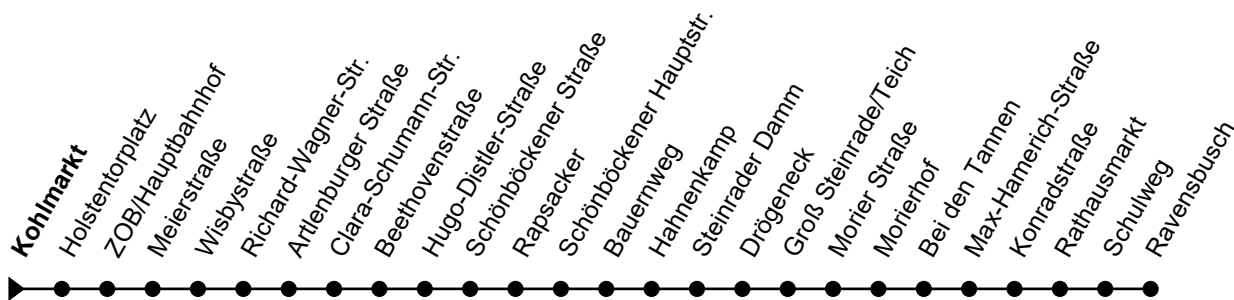 Kohlmarkt
Holstentorplatz
ZOB/Hauptbahnhof
Meierstraße
Wisbystraße
Richard-Wagner-Str.
Artlenburger Straße
Clara-Schumann-Str.
Beethovenstraße
Hugo-Distler-Straße
Schönböckener Straße
Rapsacker
Schönböckener Hauptstr.
Bauernweg
Hahnenkamp
Steinrader Damm
Drögeneck
Groß Steinrade/Teich
Morier Straße
Morierhof
Bei den Tannen
Max-Hamerich-Straße
Konradstraße
Rathausmarkt
Schulweg
Ravensbusch